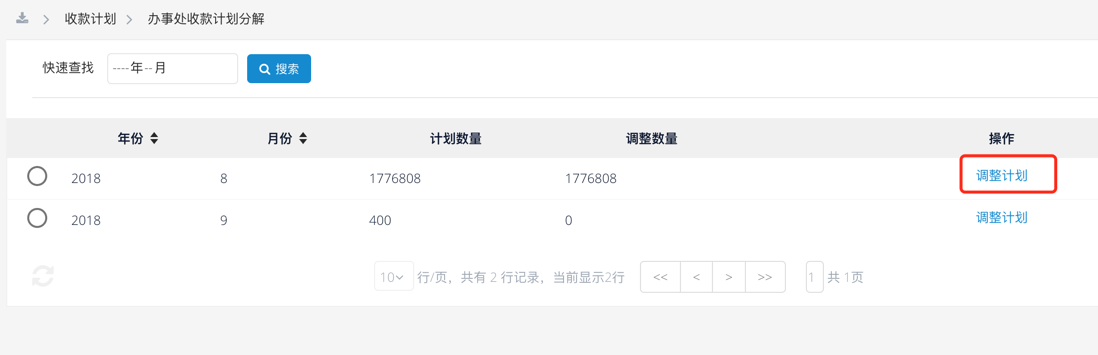 收款计划 办事处收款计划分解
快速查找 ----年--月 搜索
年份 月份 计划数量 调整数量 操作
2018 8 1776808 1776808 调整计划
2018 9 400 0 调整计划
10 行/页，共有 2 行记录，当前显示2行 << < > >> 1 共 1页